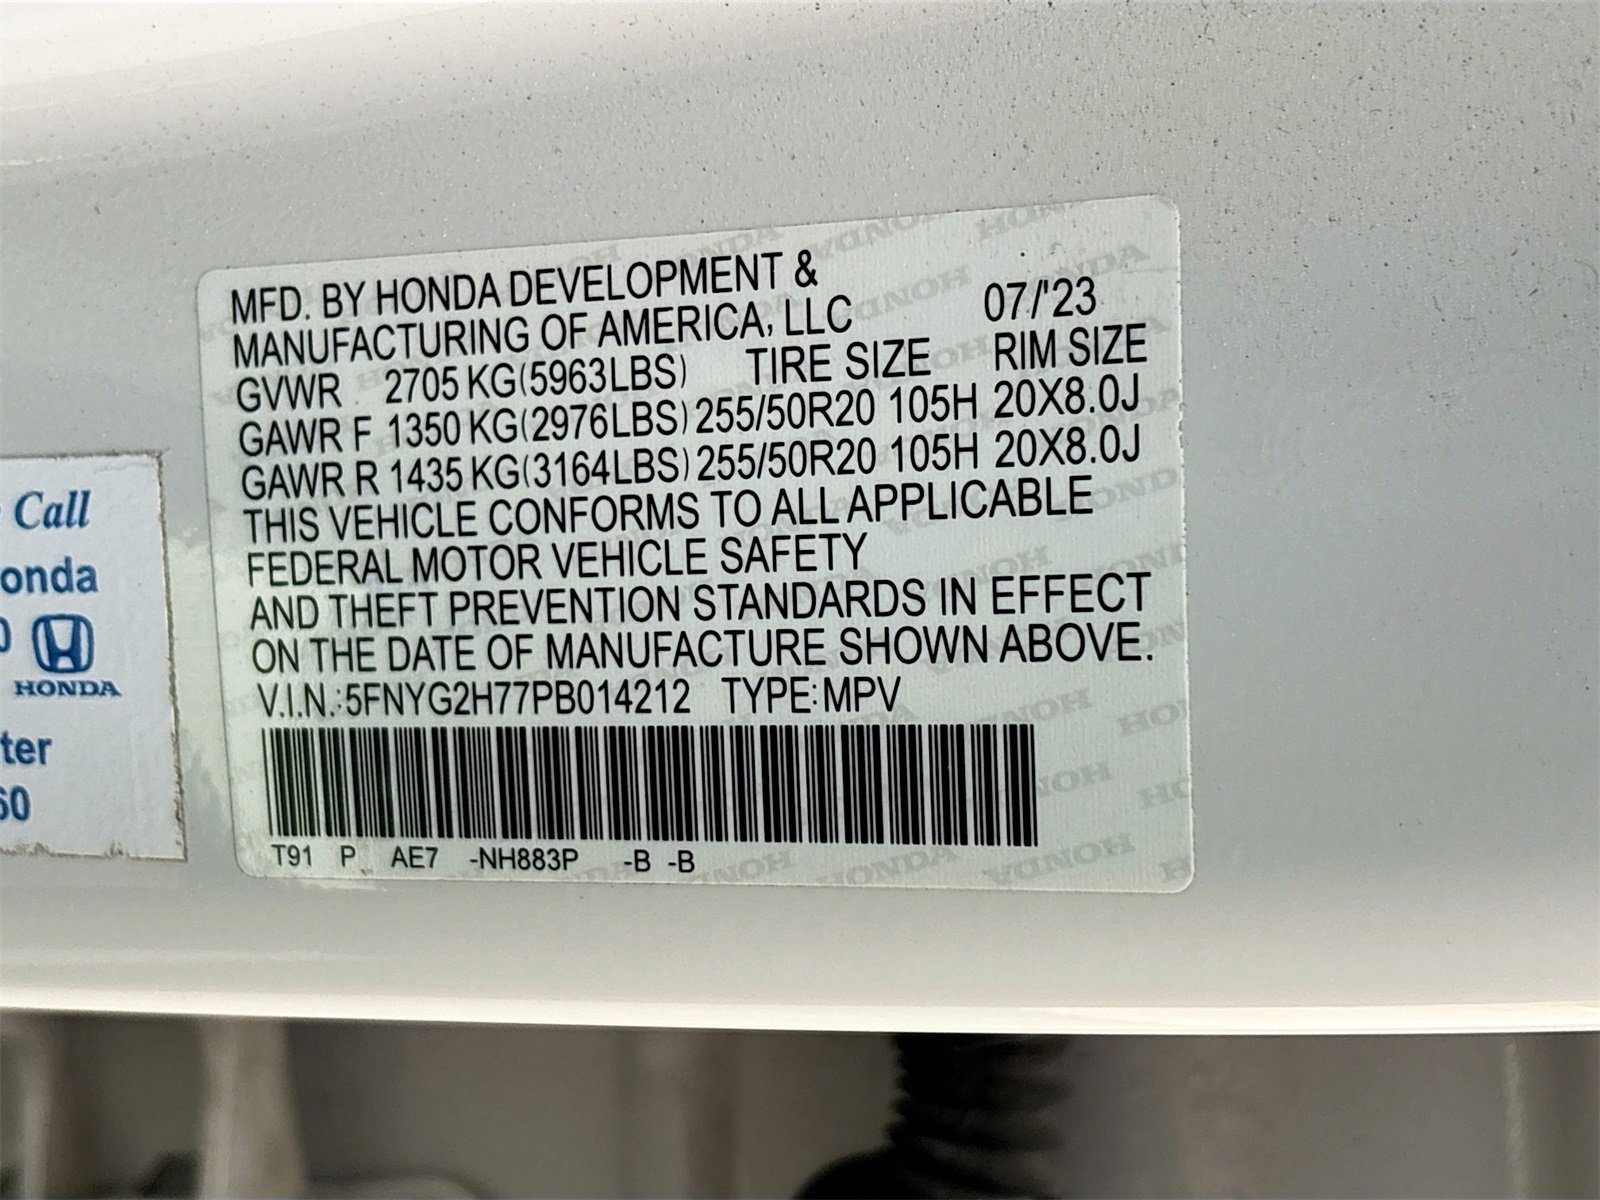 MFD. BY HONDA DEVELOPMENT &
MANUFACTURING OF AMERICA, LLC 07/'23
GVWR 2705 KG(5963LBS) TIRE SIZE RIM SIZE
GAWR F 1350 KG(2976LBS) 255/50R20 105H 20X8.0J
GAWR R 1435 KG(3164LBS) 255/50R20 105H 20X8.0J
THIS VEHICLE CONFORMS TO ALL APPLICABLE
FEDERAL MOTOR VEHICLE SAFETY
AND THEFT PREVENTION STANDARDS IN EFFECT
ON THE DATE OF MANUFACTURE SHOWN ABOVE.
V.I.N.:5FNYG2H77PB014212 TYPE:MPV
T91 P AE7 -NH883P -B -B
Call
onda
HONDA
ter
60